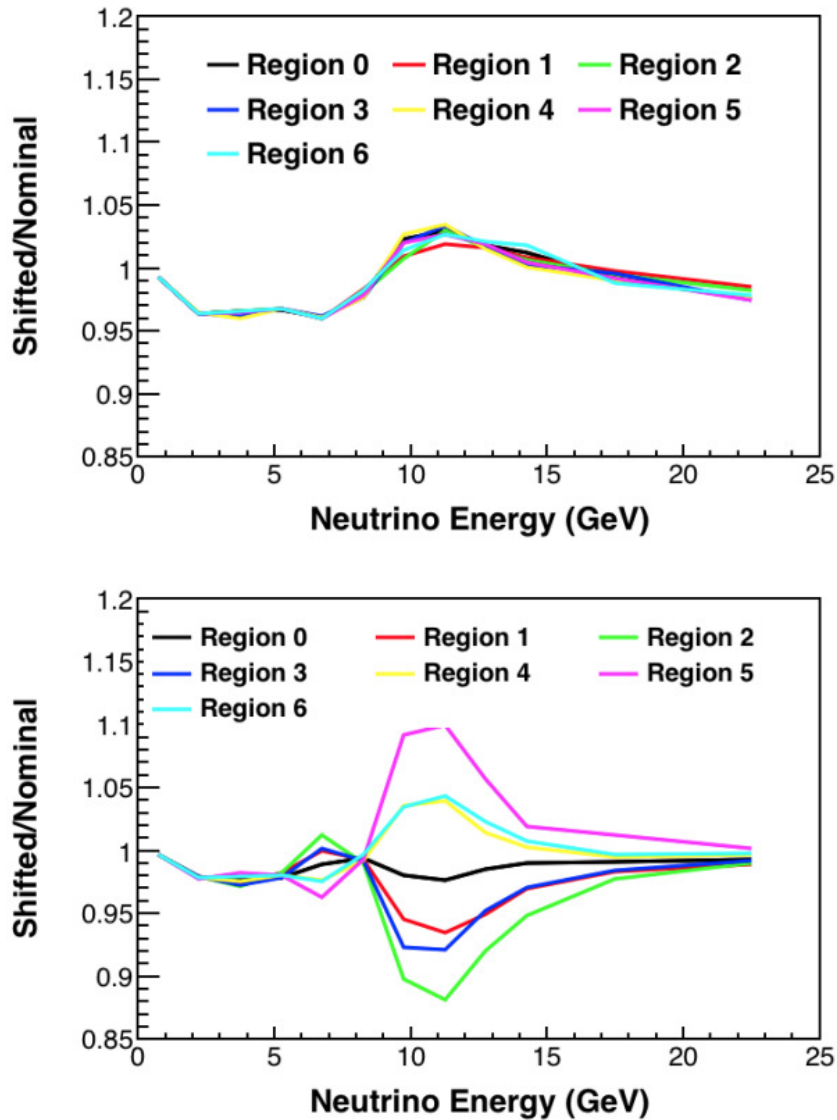 1.2
Region 0 Region 1 Region 2
1.15
Region 3 Region 4 Region 5
1.1
Region 6
1.05
1
0.95
0.9
0.85
Shifted/Nominal
0 5 10 15 20 25
Neutrino Energy (GeV)
1.2
Region 0 Region 1 Region 2
1.15
Region 3 Region 4 Region 5
Region 6
1.1
1.05
1
0.95
0.9
0.85
Shifted/Nominal
0 5 10 15 20 25
Neutrino Energy (GeV)